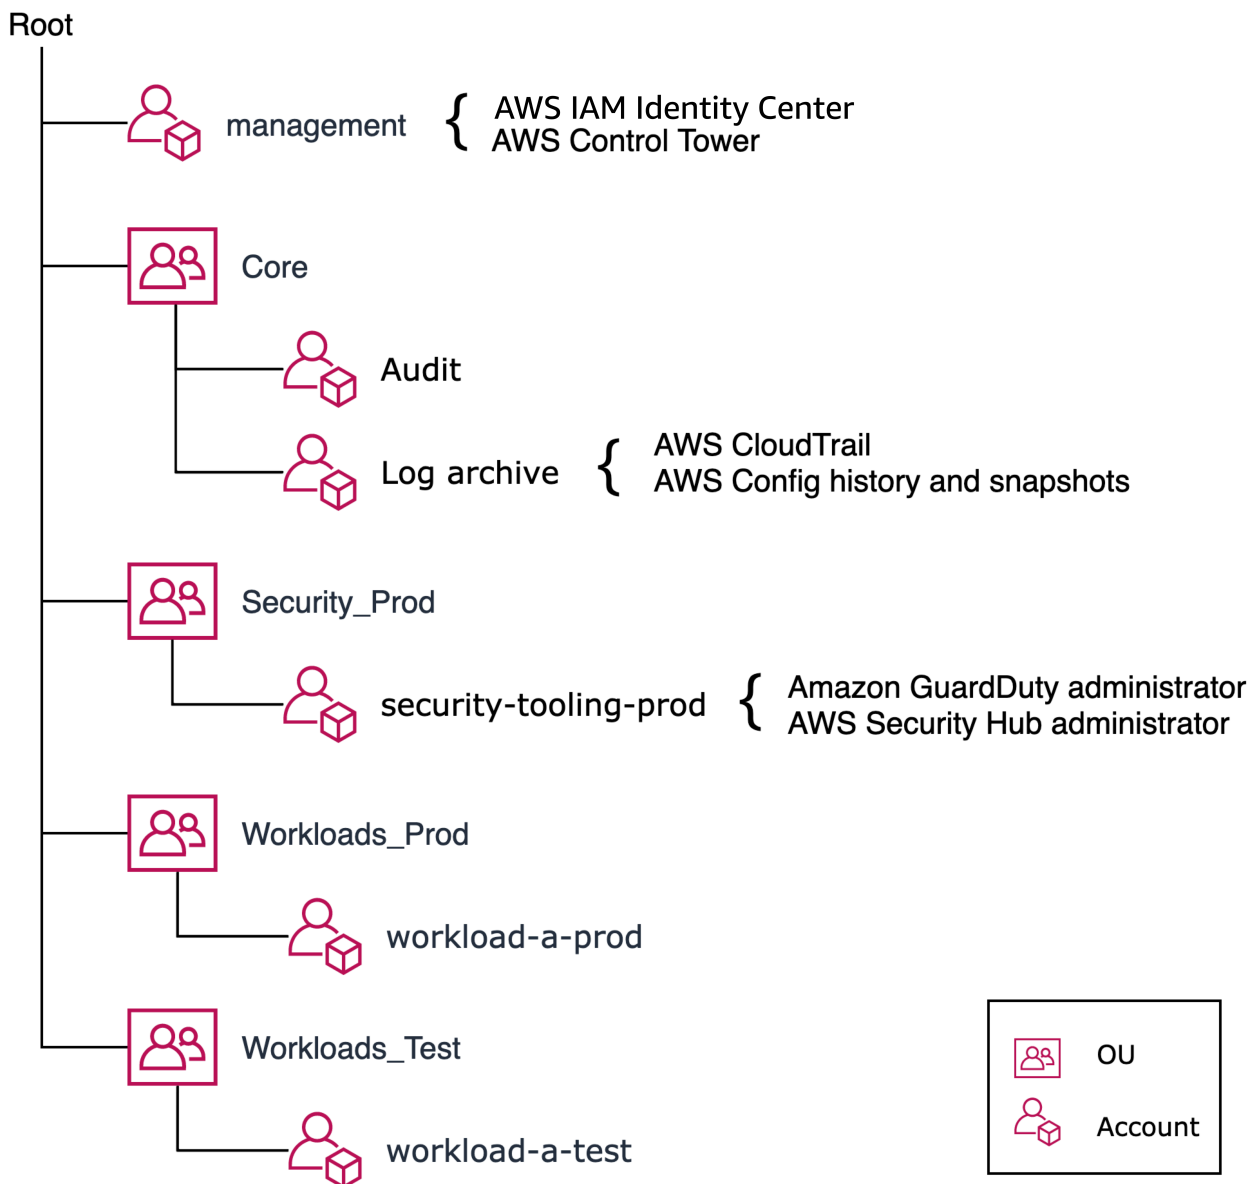 Root
management
AWS IAM Identity Center
AWS Control Tower
Core
Audit
Log archive
AWS CloudTrail
AWS Config history and snapshots
Security_Prod
security-tooling-prod
Amazon GuardDuty administrator
AWS Security Hub administrator
Workloads_Prod
workload-a-prod
Workloads_Test
workload-a-test
OU
Account